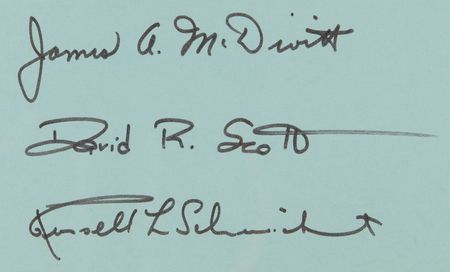 James A. McDivitt
David R. Scott
Russell L. Schweickart